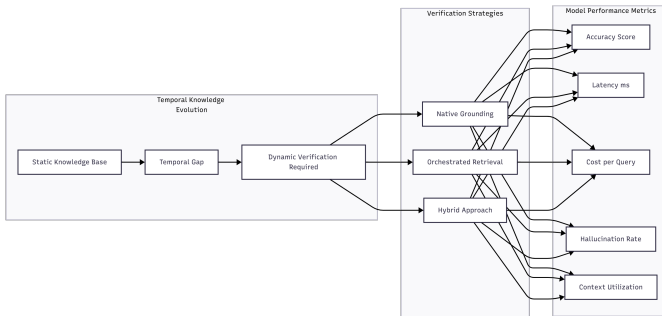 Verification Strategies
Model Performance Metrics
Accuracy Score
Latency ms
Temporal Knowledge
Evolution
Native Grounding
Static Knowledge Base
Temporal Gap
Dynamic Verification
Required
Orchestrated Retrieval
Cost per Query
Hybrid Approach
Hallucination Rate
Context Utilization